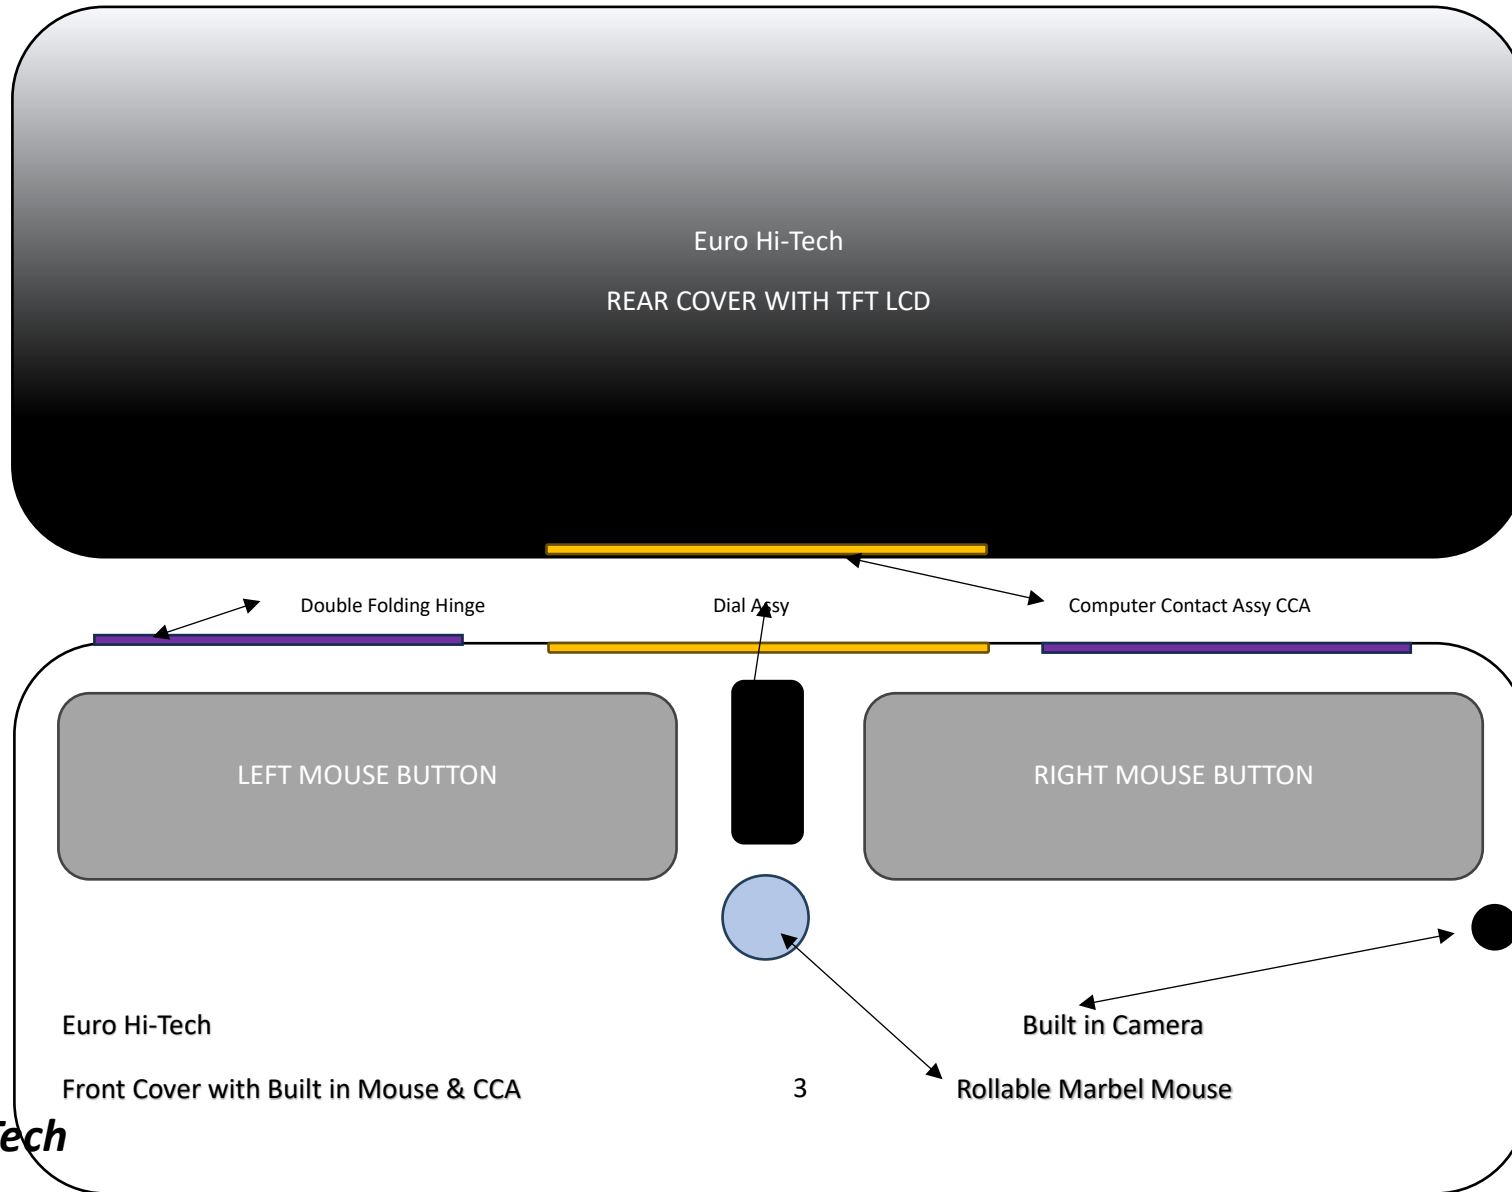 Euro Hi-Tech
REAR COVER WITH TFT LCD
Double Folding Hinge
Dial Assy
Computer Contact Assy CCA
LEFT MOUSE BUTTON
RIGHT MOUSE BUTTON
Euro Hi-Tech
Built in Camera
Front Cover with Built in Mouse & CCA
3
Rollable Marbel Mouse
Tech